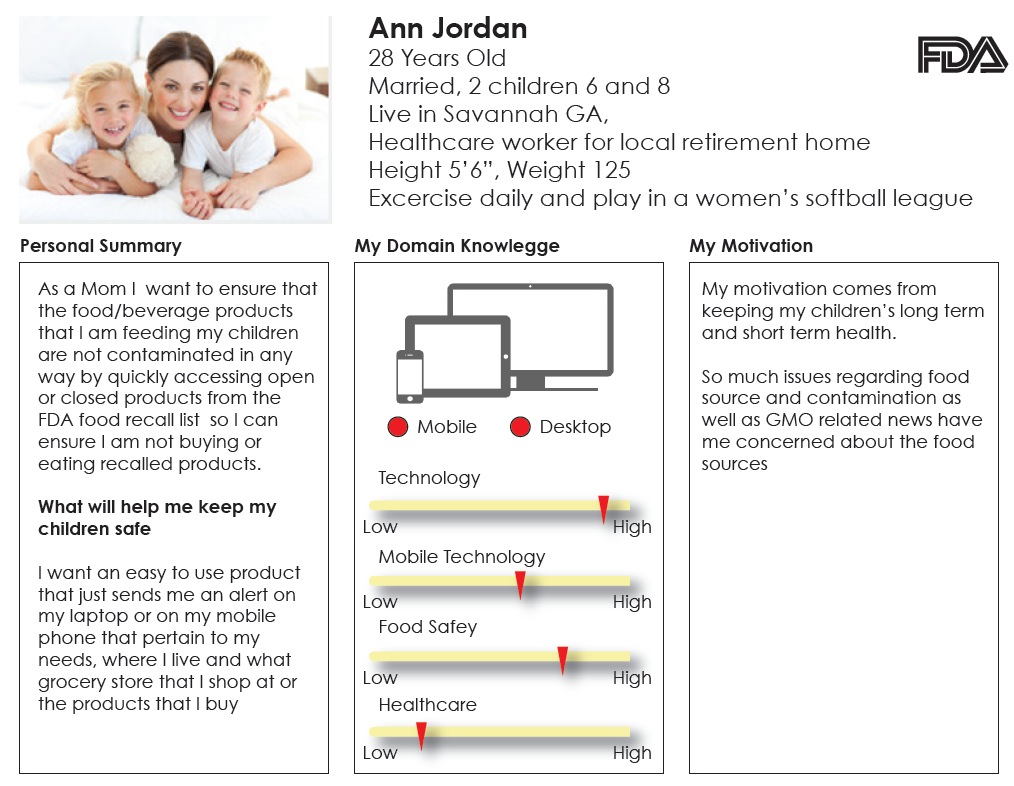 Ann Jordan
28 Years Old
Married, 2 children 6 and 8
Live in Savannah GA,
Healthcare worker for local retirement home
Height 5’6”, Weight 125
Excercise daily and play in a women’s softball league
FDA
Personal Summary
As a Mom I  want to ensure that
the food/beverage products
that I am feeding my children
are not contaminated in any
way by quickly accessing open
or closed products from the
FDA food recall list  so I can
ensure I am not buying or
eating recalled products.
What will help me keep my
children safe
I want an easy to use product
that just sends me an alert on
my laptop or on my mobile
phone that pertain to my
needs, where I live and what
grocery store that I shop at or
the products that I buy
My Domain Knowlegge
Mobile
Desktop
Technology
Low
High
Mobile Technology
Low
High
Food Safey
Low
High
Healthcare
Low
High
My Motivation
My motivation comes from
keeping my children’s long term
and short term health.
So much issues regarding food
source and contamination as
well as GMO related news have
me concerned about the food
sources